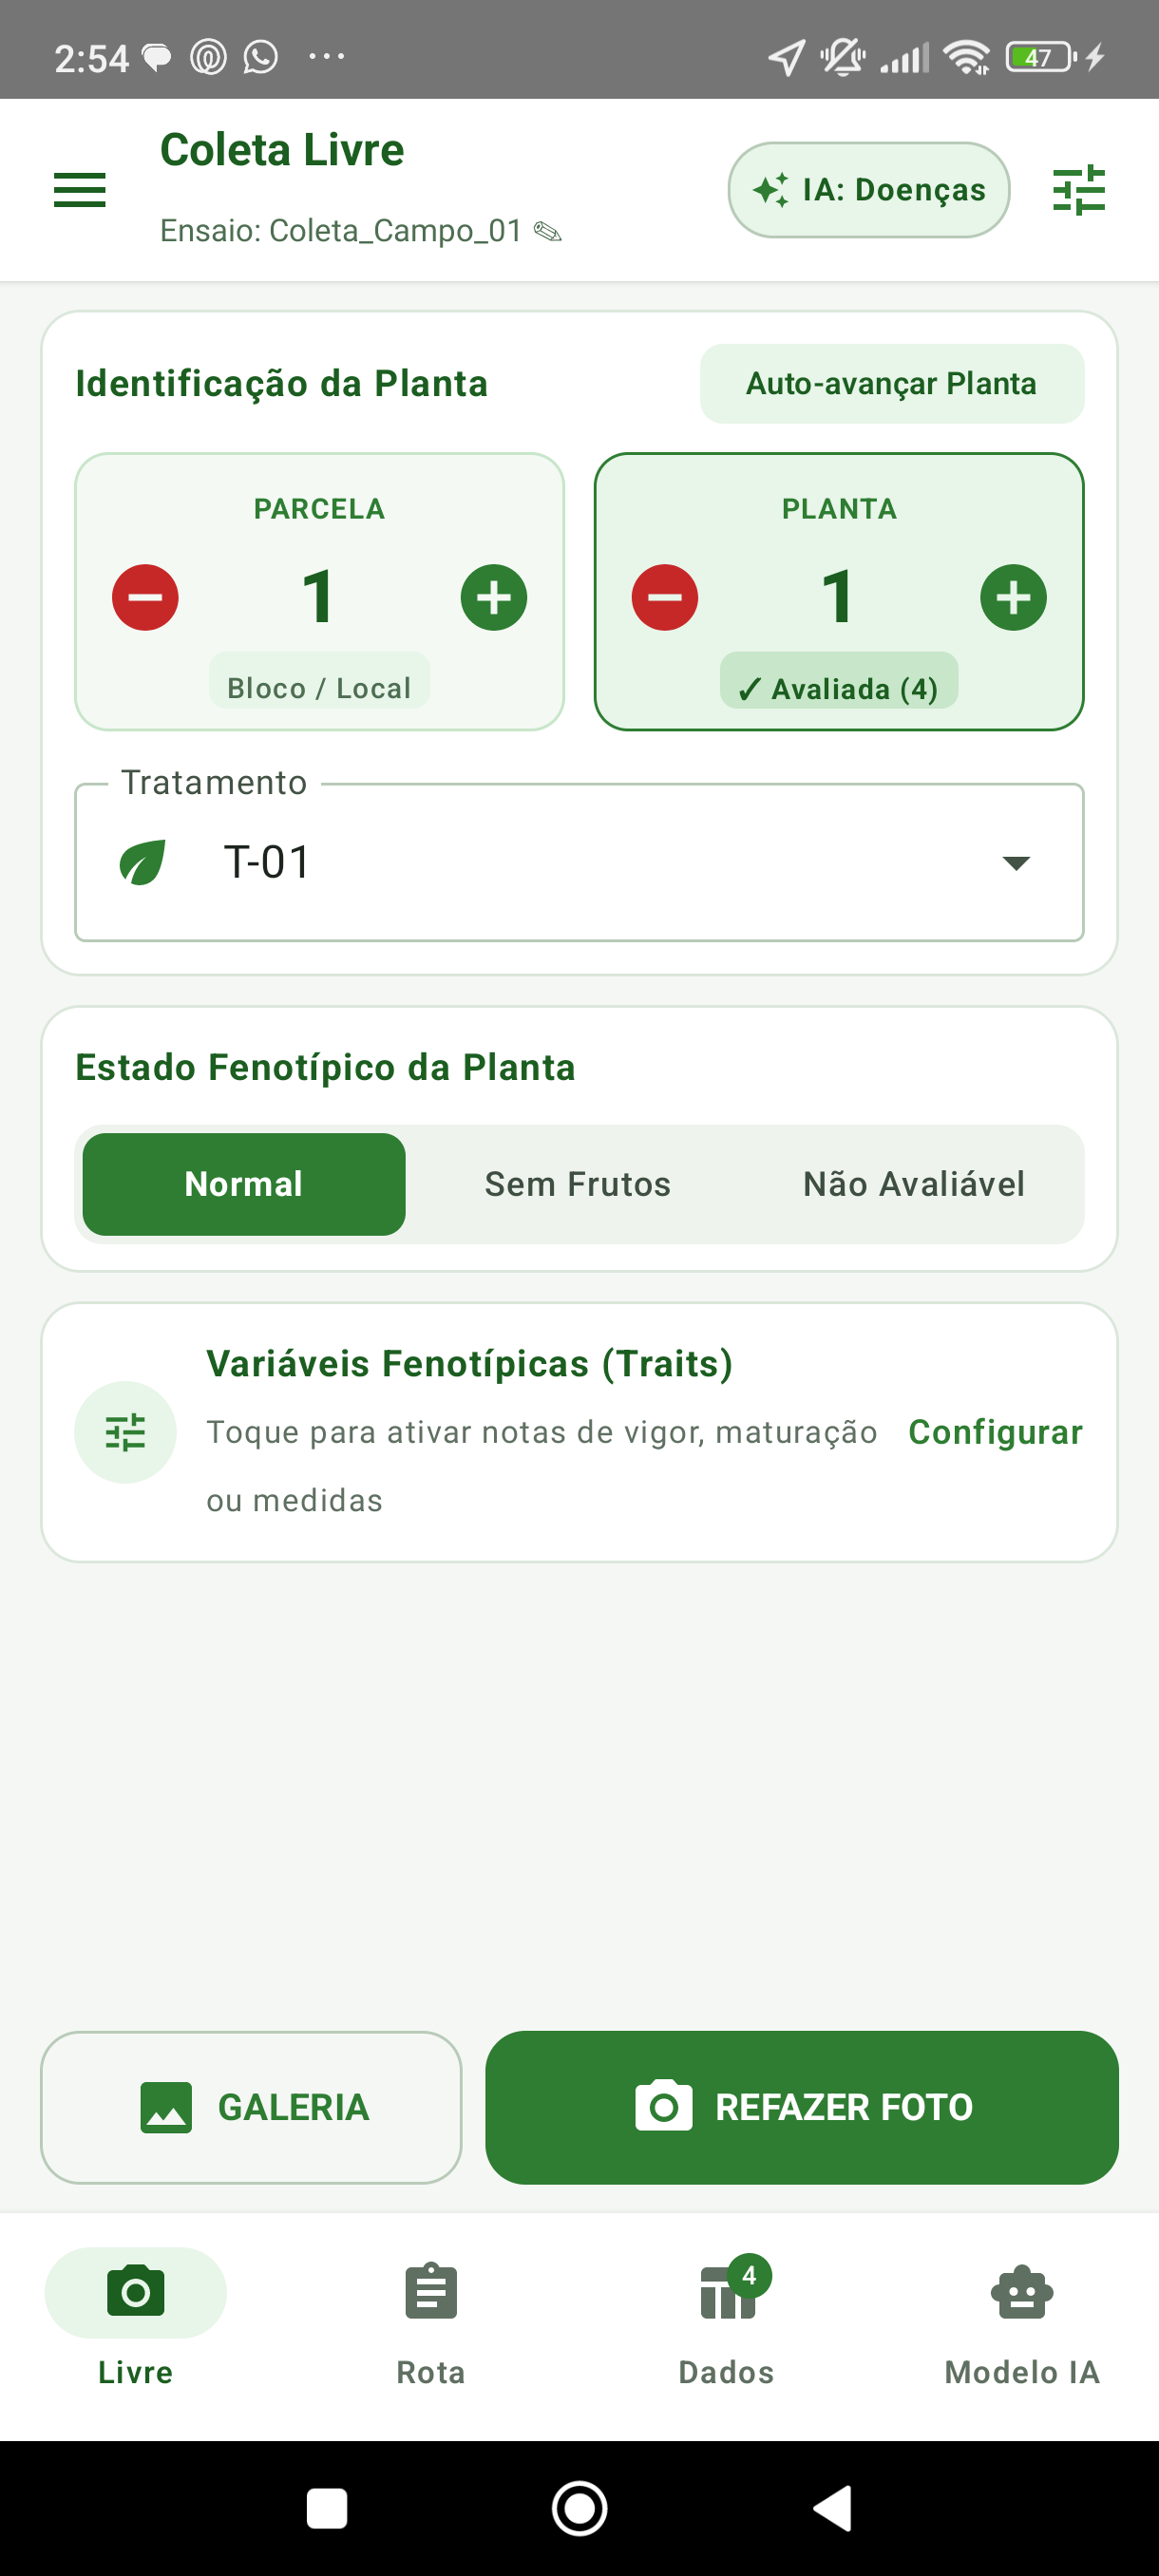 2:54
47
Coleta Livre
Ensaio: Coleta_Campo_01 ✎
IA: Doenças
Identificação da Planta
Auto-avançar Planta
PARCELA
1
Bloco / Local
PLANTA
1
✓ Avaliada (4)
Tratamento
T-01
Estado Fenotípico da Planta
Normal
Sem Frutos
Não Avaliável
Variáveis Fenotípicas (Traits)
Toque para ativar notas de vigor, maturação
ou medidas
Configurar
GALERIA
REFAZER FOTO
4
Livre
Rota
Dados
Modelo IA